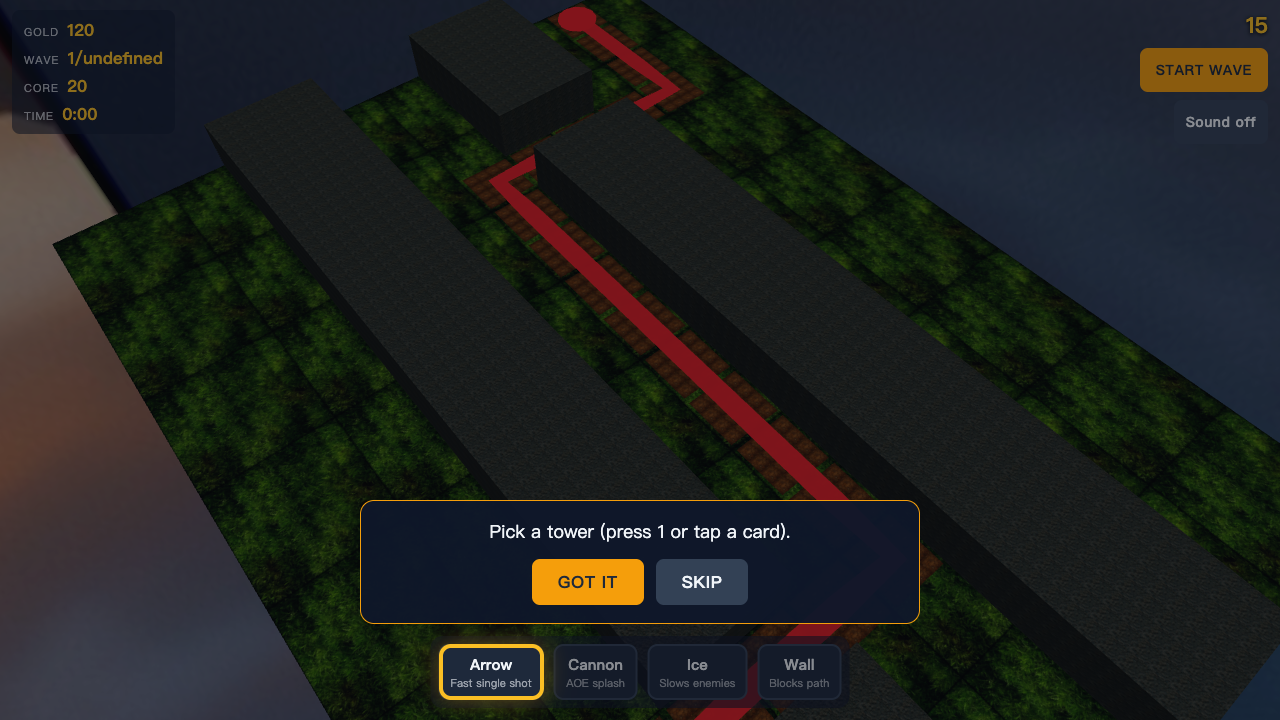 GOLD 120
WAVE 1/undefined
CORE 20
TIME 0:00
15
START WAVE
Sound off
Pick a tower (press 1 or tap a card).
GOT IT
SKIP
Arrow
Fast single shot
Cannon
AOE splash
Ice
Slows enemies
Wall
Blocks path